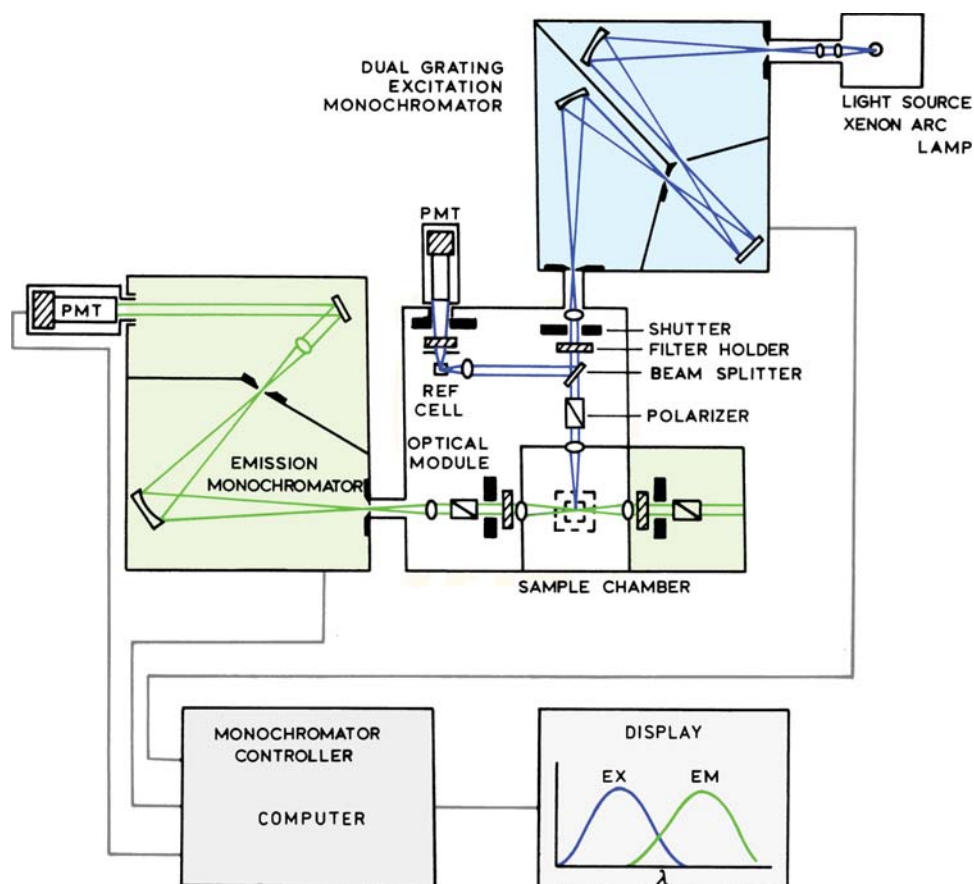 DUAL GRATING
EXCITATION
MONOCHROMATOR
LIGHT SOURCE
XENON ARC
LAMP
PMT
PMT
SHUTTER
FILTER HOLDER
BEAM SPLITTER
REF
CELL
POLARIZER
OPTICAL
MODULE
EMISSION
MONOCHROMATOR
SAMPLE CHAMBER
MONOCHROMATOR
CONTROLLER
COMPUTER
DISPLAY
EX EM
λ